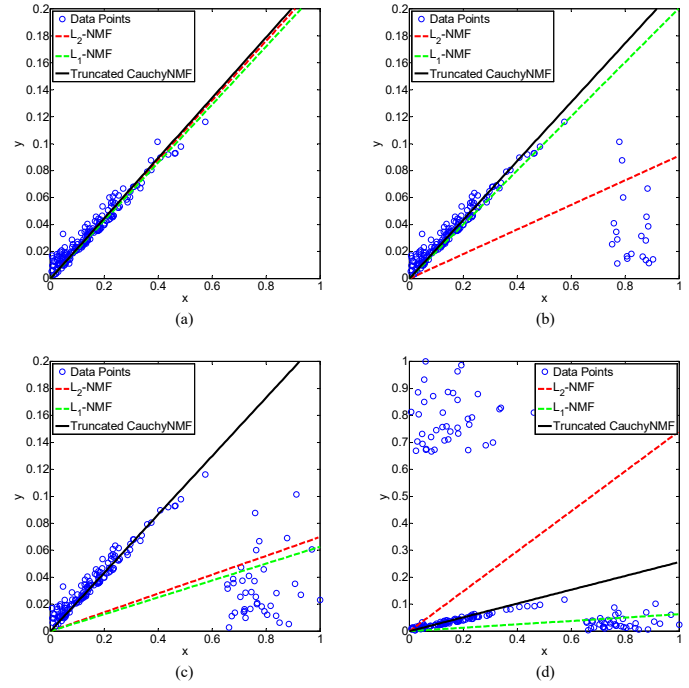 0.2
0.18
0.16
0.14
0.12
0.1
0.08
0.06
0.04
0.02
0
0
0.2
0.4
0.6
0.8
1
y
x
Data Points
L2-NMF
L1-NMF
Truncated CauchyNMF
(a)
0.2
0.18
0.16
0.14
0.12
0.1
0.08
0.06
0.04
0.02
0
0
0.2
0.4
0.6
0.8
1
y
x
Data Points
L2-NMF
L1-NMF
Truncated CauchyNMF
(b)
0.2
0.18
0.16
0.14
0.12
0.1
0.08
0.06
0.04
0.02
0
0
0.2
0.4
0.6
0.8
1
y
x
Data Points
L2-NMF
L1-NMF
Truncated CauchyNMF
(c)
1
0.9
0.8
0.7
0.6
0.5
0.4
0.3
0.2
0.1
0
0
0.2
0.4
0.6
0.8
1
y
x
Data Points
L2-NMF
L1-NMF
Truncated CauchyNMF
(d)